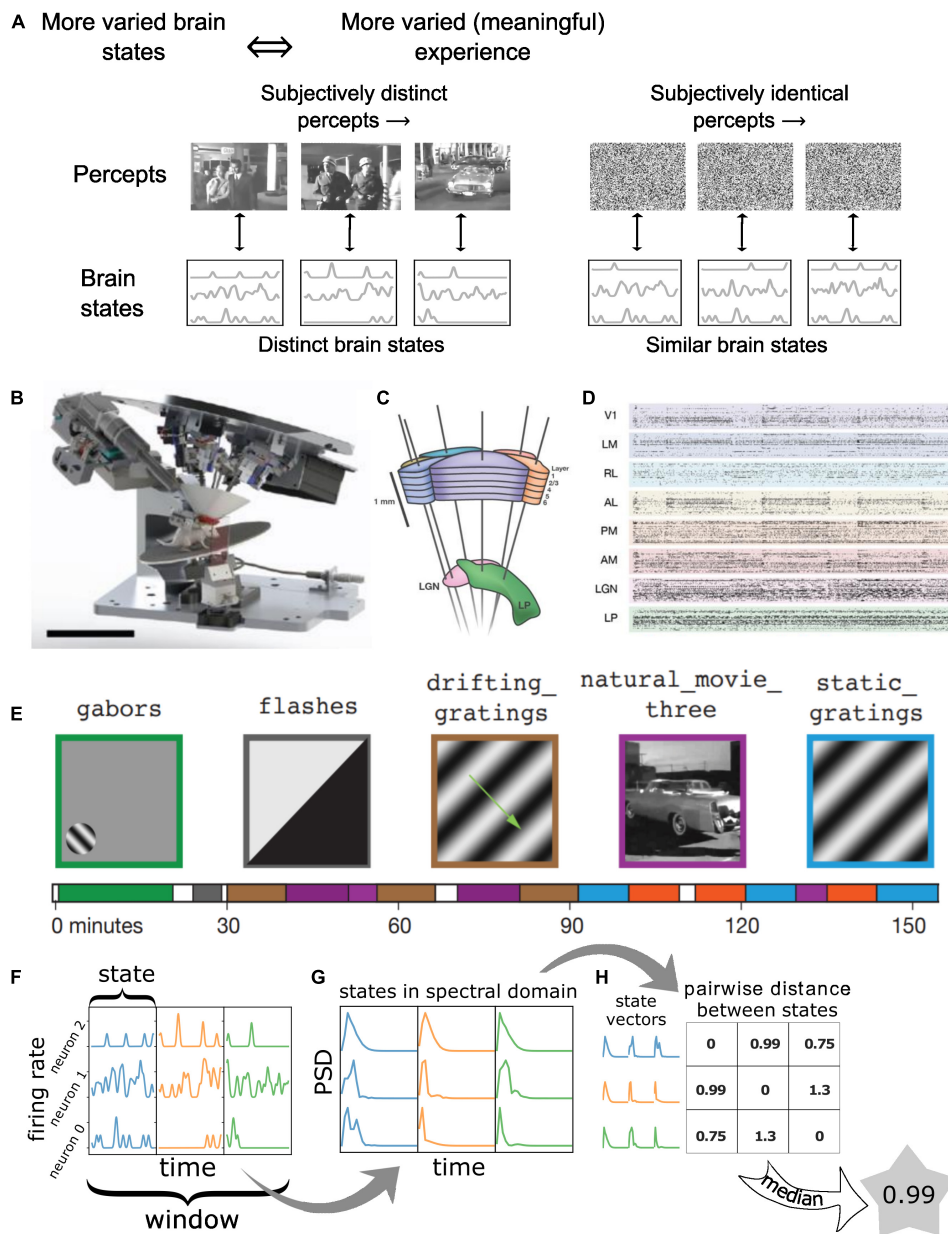 A
More varied brain
states
⇔
More varied (meaningful)
experience
Subjectively distinct
percepts →
Subjectively identical
percepts →
Percepts
Brain
states
Distinct brain states
Similar brain states
B
C
Layer
1
2/3
4
5
6
1 mm
LGN
LP
D
V1
LM
RL
AL
PM
AM
LGN
LP
E
gabors
flashes
drifting_
gratings
natural_movie_
three
static_
gratings
0 minutes
30
60
90
120
150
F
state
firing rate
neuron 2
neuron 1
neuron 0
time
window
G
states in spectral domain
PSD
time
H
state
vectors
pairwise distance
between states
0 0.99 0.75
0.99 0 1.3
0.75 1.3 0
median
0.99